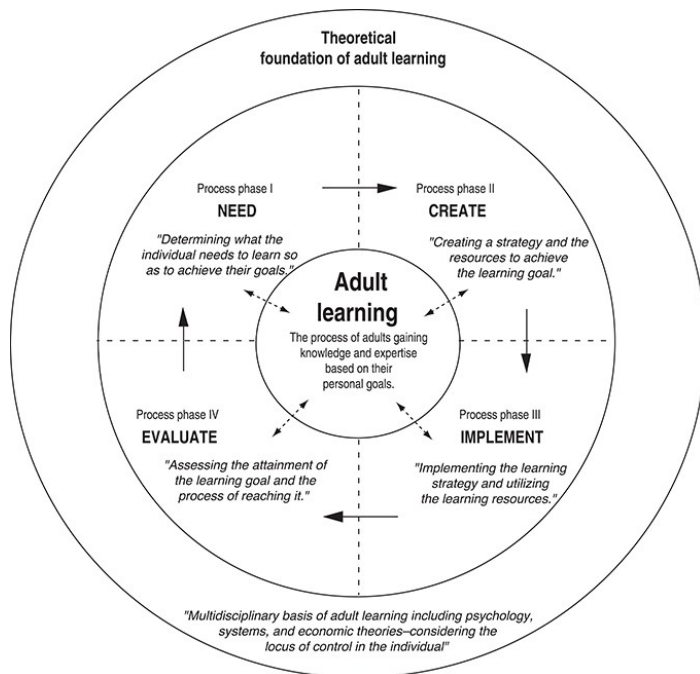 Theoretical
foundation of adult learning
Process phase I
NEED
"Determining what the
individual needs to learn so
as to achieve their goals."
Process phase II
CREATE
"Creating a strategy and the
resources to achieve
the learning goal."
Adult
learning
The process of adults gaining
knowledge and expertise
based on their
personal goals.
Process phase IV
EVALUATE
"Assessing the attainment of
the learning goal and the
process of reaching it."
Process phase III
IMPLEMENT
"Implementing the learning
strategy and utilizing
the learning resources."
"Multidisciplinary basis of adult learning including psychology,
systems, and economic theories–considering the
locus of control in the individual"